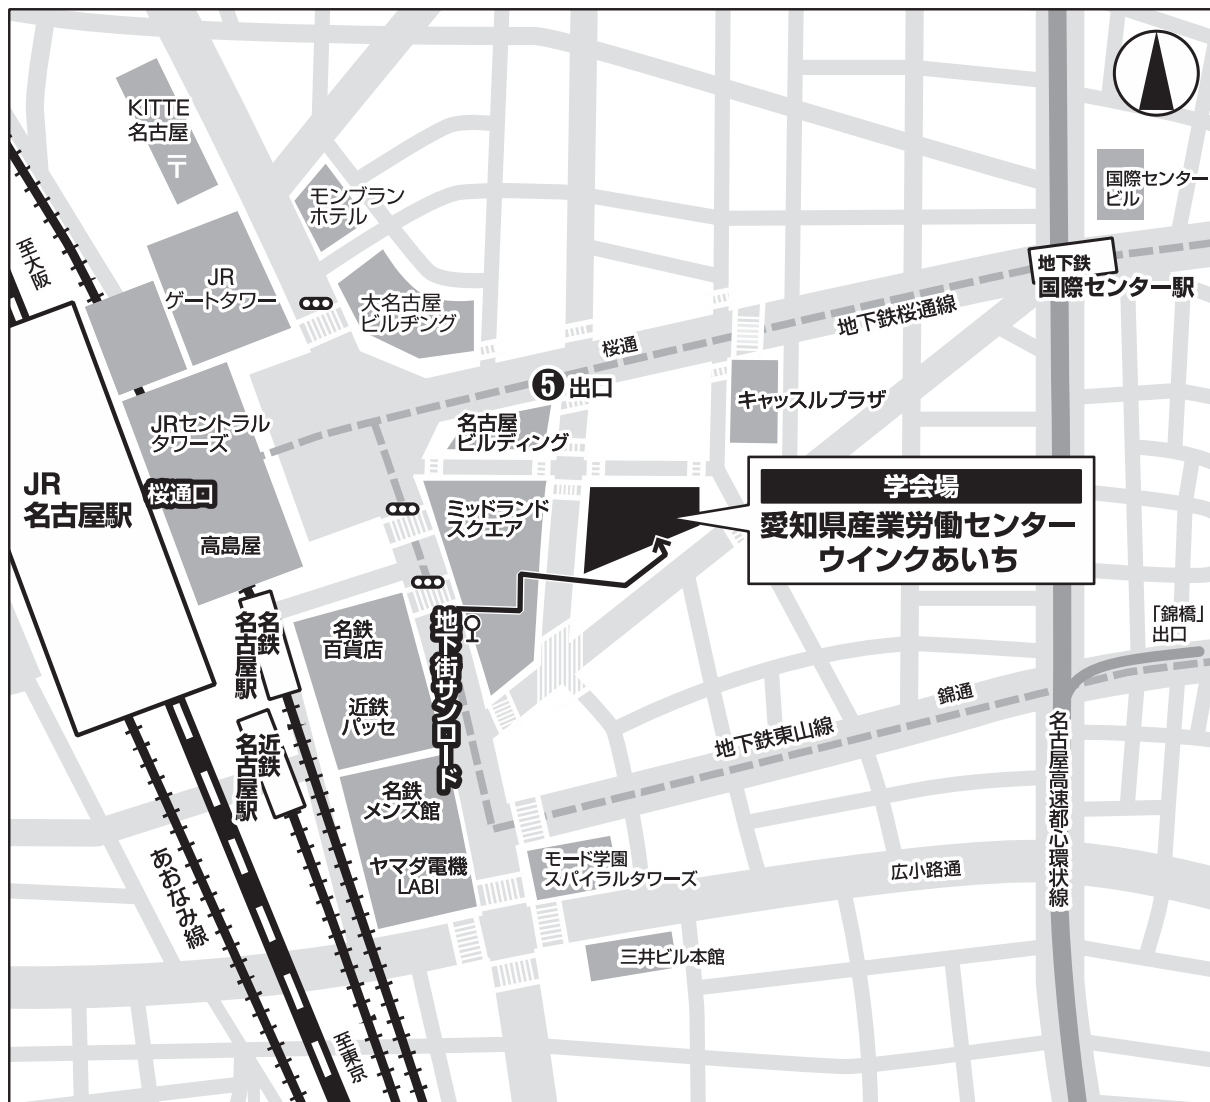 KITTE
名古屋
〒
モンブラン
ホテル
国際センター
ビル
至大阪
JR
ゲートタワー
大名古屋
ビルヂング
地下鉄
国際センター駅
地下鉄桜通線
桜通
❺出口
キャッスルプラザ
JRセントラル
タワーズ
名古屋
ビルディング
JR
名古屋駅
桜通口
高島屋
ミッドランド
スクエア
学会場
愛知県産業労働センター
ウインクあいち
名鉄
名古屋駅
名鉄
百貨店
地下街サンロード
「錦橋」
出口
近鉄
パッセ
近鉄
名古屋駅
錦通
地下鉄東山線
名古屋高速都心環状線
名鉄
メンズ館
あおなみ線
ヤマダ電機
LABI
モード学園
スパイラルタワーズ
広小路通
三井ビル本館
至東京